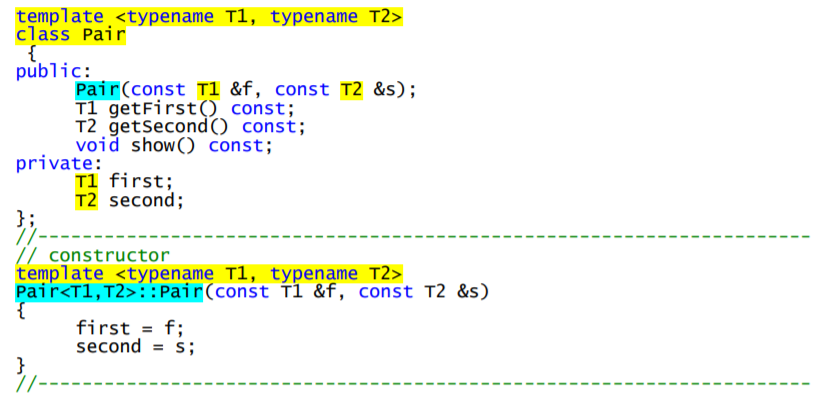 template <typename T1, typename T2>
class Pair
{
public:
Pair(const T1 &f, const T2 &s);
T1 getFirst() const;
T2 getSecond() const;
void show() const;
private:
T1 first;
T2 second;
};
//----------------------------------------------------------------------
// constructor
template <typename T1, typename T2>
Pair<T1,T2>::Pair(const T1 &f, const T2 &s)
{
first = f;
second = s;
}
//----------------------------------------------------------------------